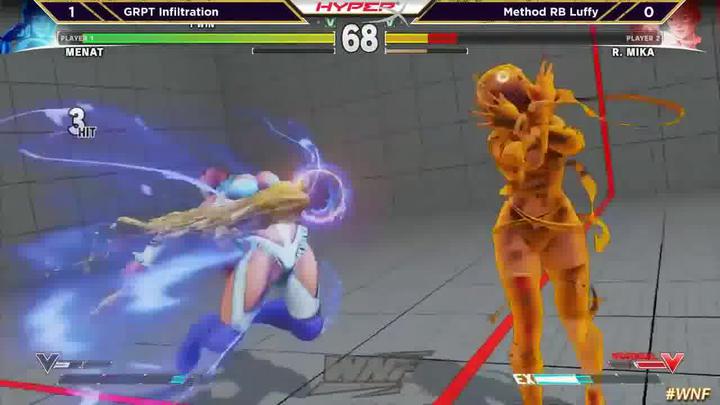 1 GRPT Infiltration HYPER Method RB Luffy 0
1 WIN
PLAYER 1 68 PLAYER 2
MENAT R. MIKA
3 HIT
V EX V
WNF
#WNF